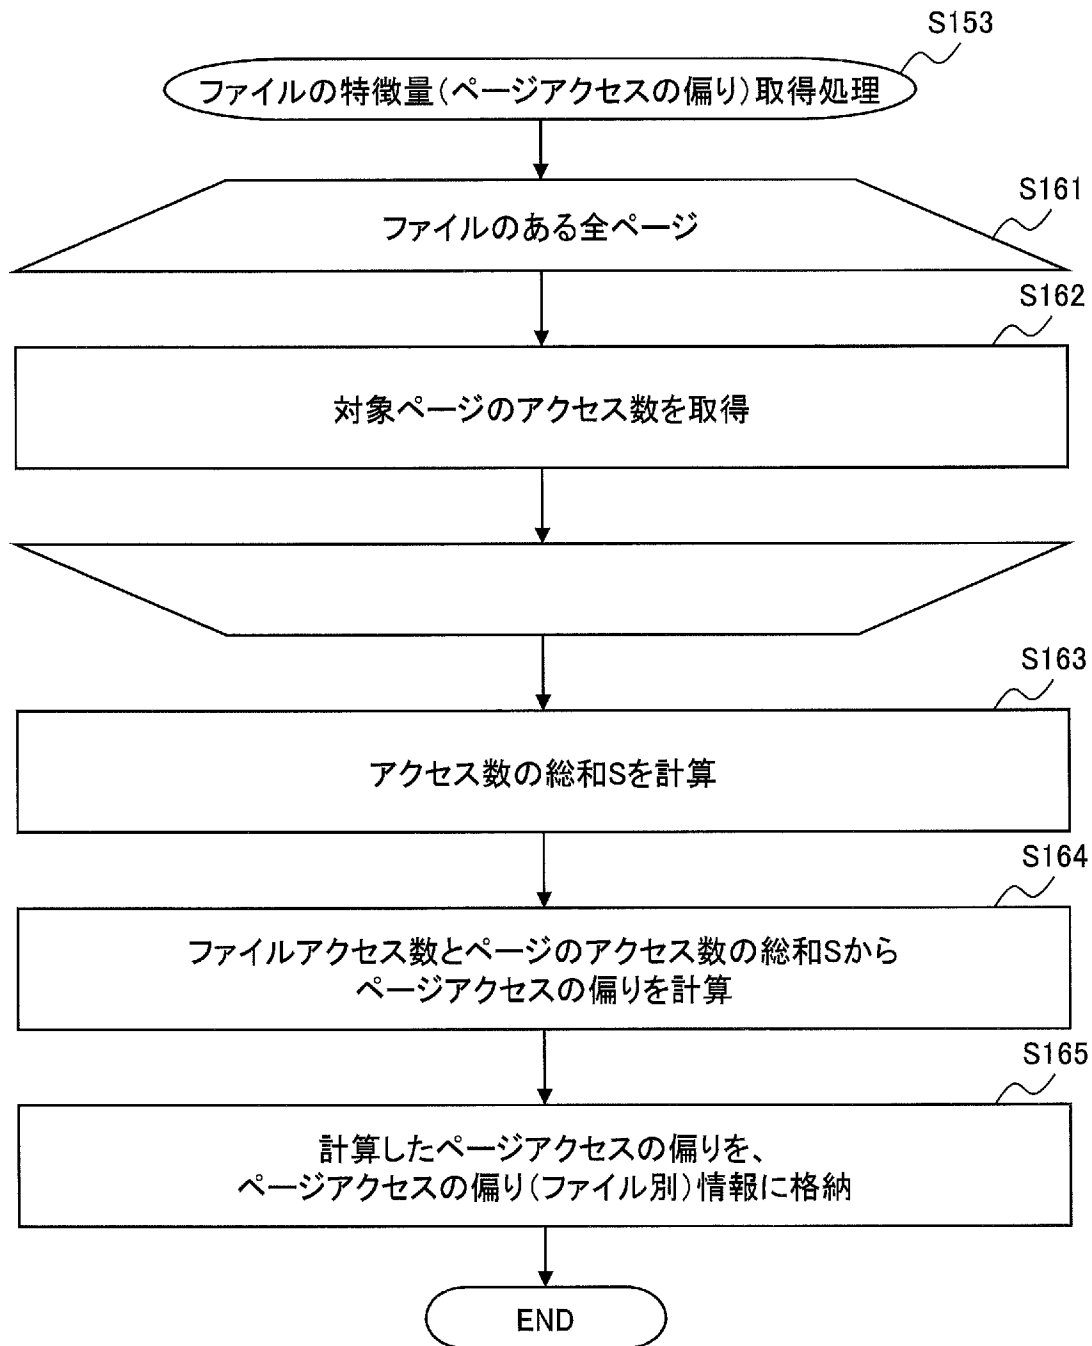 S153
ファイルの特徴量(ページアクセスの偏り)取得処理
S161
ファイルのある全ページ
S162
対象ページのアクセス数を取得
S163
アクセス数の総和Sを計算
S164
ファイルアクセス数とページのアクセス数の総和Sから
ページアクセスの偏りを計算
S165
計算したページアクセスの偏りを、
ページアクセスの偏り(ファイル別)情報に格納
END